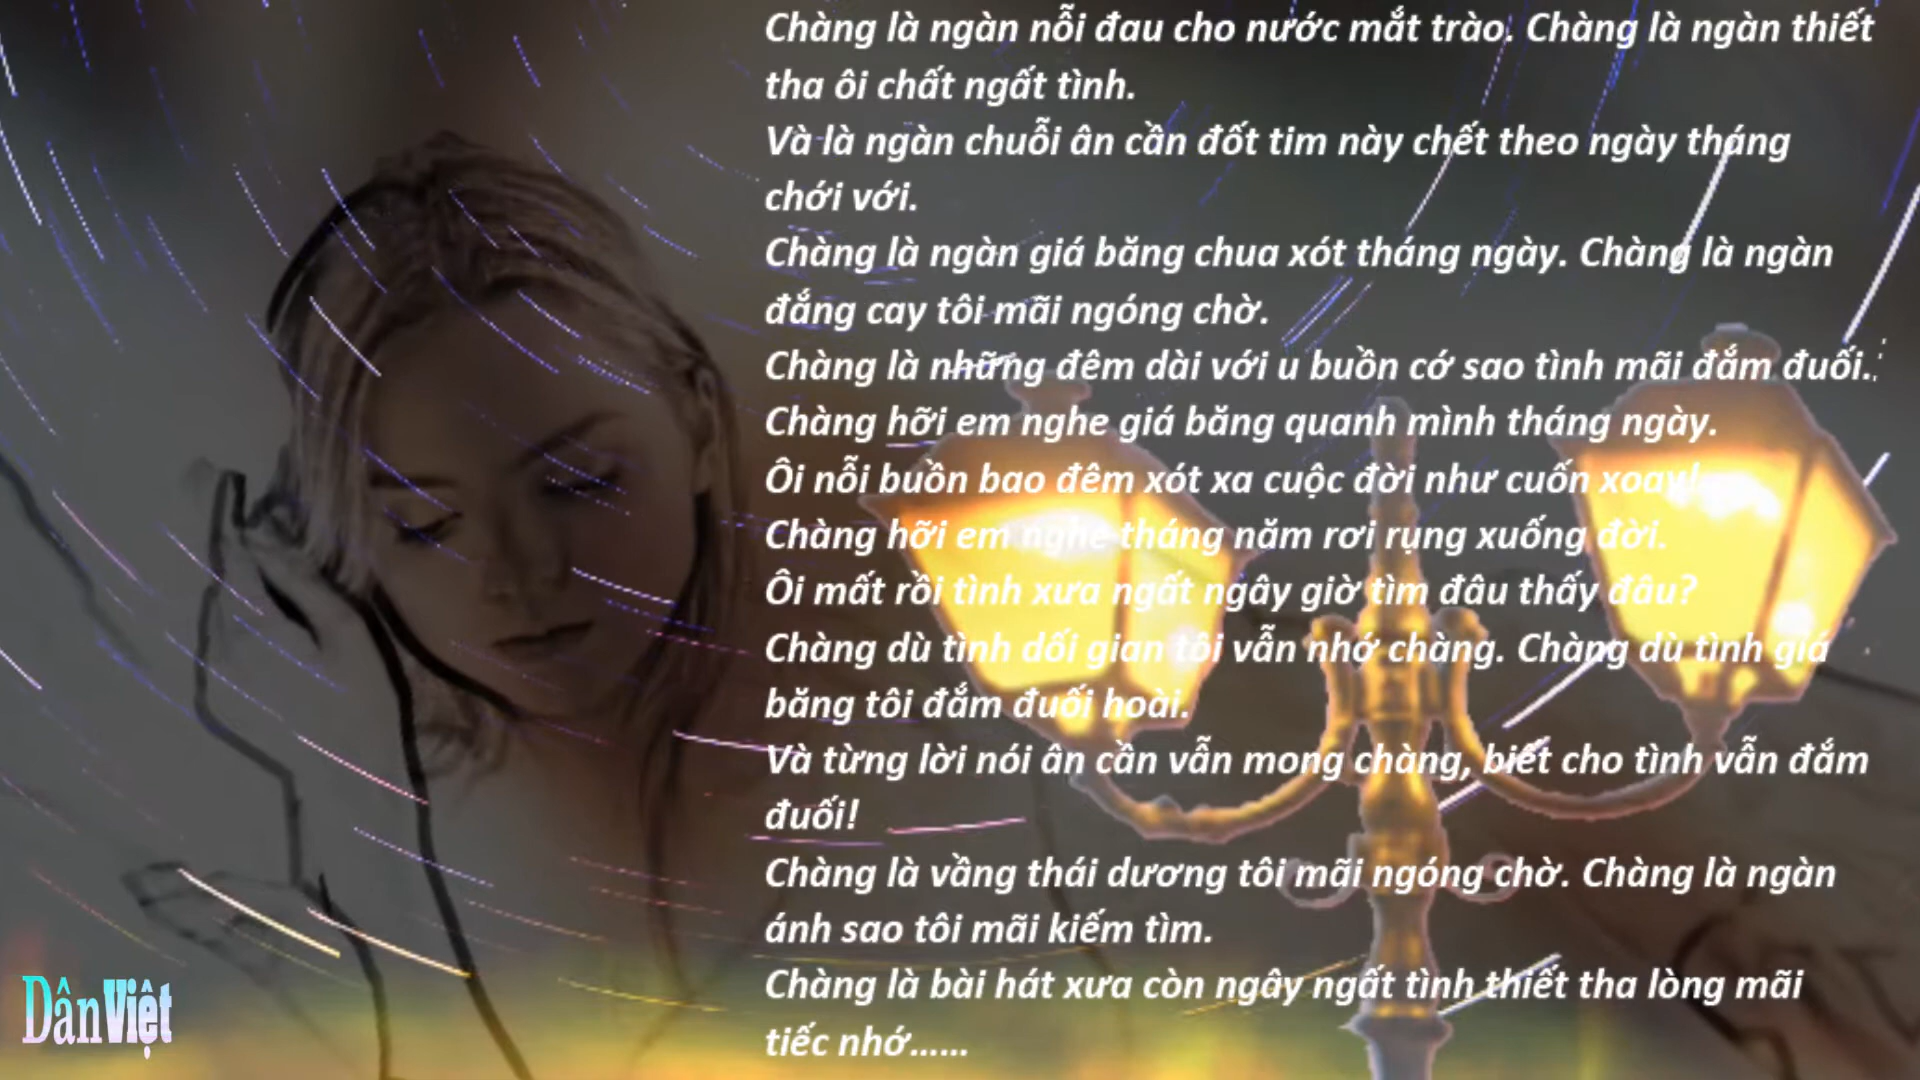 Chàng là ngàn nỗi đau cho nước mắt trào. Chàng là ngàn thiết
tha ôi chất ngất tình.
Và là ngàn chuỗi ân cần đốt tim này chết theo ngày tháng
chới với.
Chàng là ngàn giá băng chua xót tháng ngày. Chàng là ngàn
đắng cay tôi mãi ngóng chờ.
Chàng là những đêm dài với u buồn cớ sao tình mãi đắm đuối.
Chàng hỡi em nghe giá băng quanh mình tháng ngày.
Ôi nỗi buồn bao đêm xót xa cuộc đời như cuốn xoay!
Chàng hỡi em nghe tháng năm rơi rụng xuống đời.
Ôi mất rồi tình xưa ngất ngây giờ tìm đâu thấy đâu?
Chàng dù tình dối gian tôi vẫn nhớ chàng. Chàng dù tình giá
băng tôi đắm đuối hoài.
Và từng lời nói ân cần vẫn mong chàng, biết cho tình vẫn đắm
đuối!
Chàng là vầng thái dương tôi mãi ngóng chờ. Chàng là ngàn
ánh sao tôi mãi kiếm tìm.
Chàng là bài hát xưa còn ngây ngất tình thiết tha lòng mãi
tiếc nhớ......
DânViệt